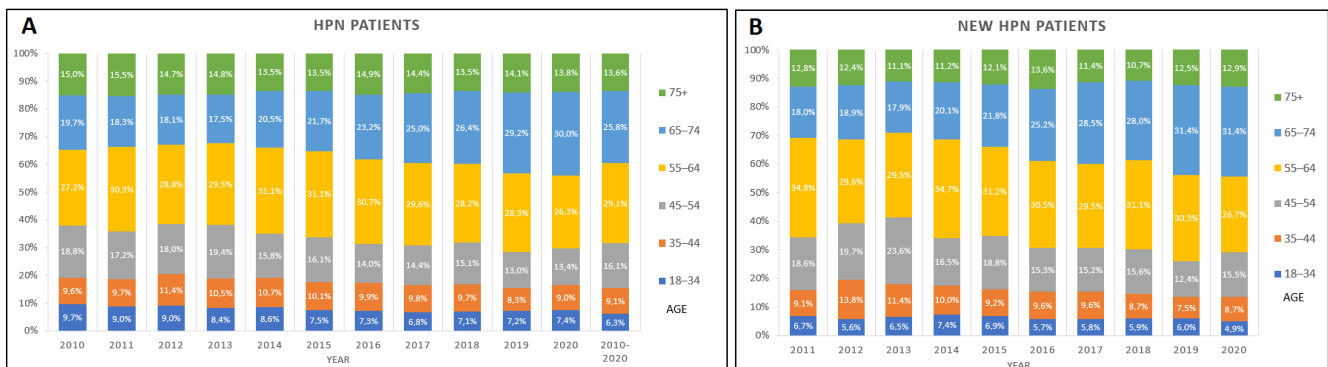 A
HPN PATIENTS
100%
90%
80%
70%
60%
50%
40%
30%
20%
10%
0%
15,0% 15,5% 14,7% 14,8% 13,5% 13,5% 14,9% 14,4% 13,5% 14,1% 13,8% 13,6%
19,7% 18,3% 18,1% 17,5% 20,5% 21,7% 23,2% 25,0% 26,4% 29,2% 30,0% 25,8%
27,2% 30,3% 28,8% 29,5% 31,1% 31,1% 30,7% 29,6% 28,2% 28,3% 26,3% 29,1%
18,8% 17,2% 18,0% 19,4% 15,8% 16,1% 14,0% 14,4% 15,1% 13,0% 13,4% 16,1%
9,6% 9,7% 11,4% 10,5% 10,7% 10,1% 9,9% 9,8% 9,7% 8,3% 9,0% 9,1%
9,7% 9,0% 9,0% 8,4% 8,6% 7,5% 7,3% 6,8% 7,1% 7,2% 7,4% 6,3%
2010 2011 2012 2013 2014 2015 2016 2017 2018 2019 2020 2010-
2020
YEAR
75+
65–74
55–64
45–54
35–44
18–34
AGE
B
NEW HPN PATIENTS
100%
90%
80%
70%
60%
50%
40%
30%
20%
10%
0%
12,8% 12,4% 11,1% 11,2% 12,1% 13,6% 11,4% 10,7% 12,5% 12,9%
18,0% 18,9% 17,9% 20,1% 21,8% 25,2% 28,5% 28,0% 31,4% 31,4%
34,8% 29,6% 29,5% 34,7% 31,2% 30,5% 29,5% 31,1% 30,3% 26,7%
18,6% 19,7% 23,6% 16,5% 18,8% 15,3% 15,2% 15,6% 12,4% 15,5%
9,1% 13,8% 11,4% 10,0% 9,2% 9,6% 9,6% 8,7% 7,5% 8,7%
6,7% 5,6% 6,5% 7,4% 6,9% 5,7% 5,8% 5,9% 6,0% 4,9%
2011 2012 2013 2014 2015 2016 2017 2018 2019 2020
YEAR
75+
65–74
55–64
45–54
35–44
18–34
AGE